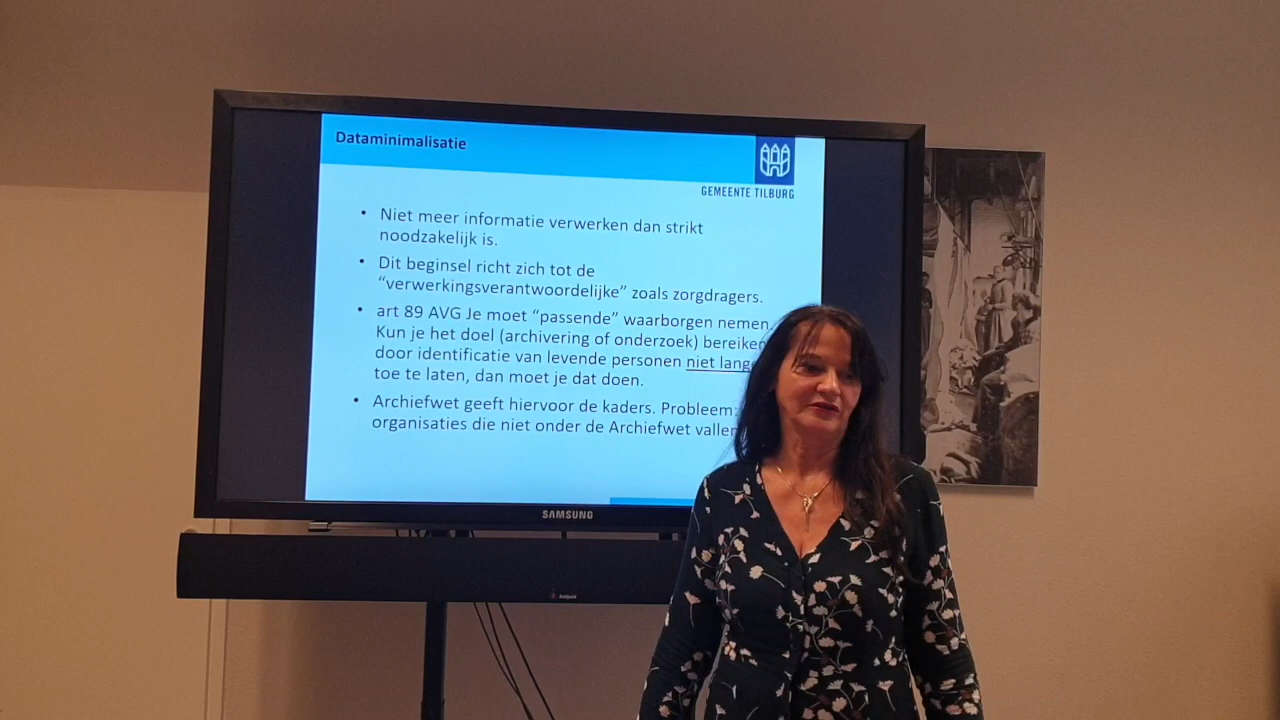 Dataminimalisatie
GEMEENTE TILBURG
• Niet meer informatie verwerken dan strikt
noodzakelijk is.
• Dit beginsel richt zich tot de
“verwerkingsverantwoordelijke” zoals zorgdragers.
• art 89 AVG Je moet “passende” waarborgen nemen.
Kun je het doel (archivering of onderzoek) bereiken
door identificatie van levende personen niet
toe te laten, dan moet je dat doen.
• Archiefwet geeft hiervoor de kaders. Probleem:
organisaties die niet onder de Archiefwet vallen
SAMSUNG